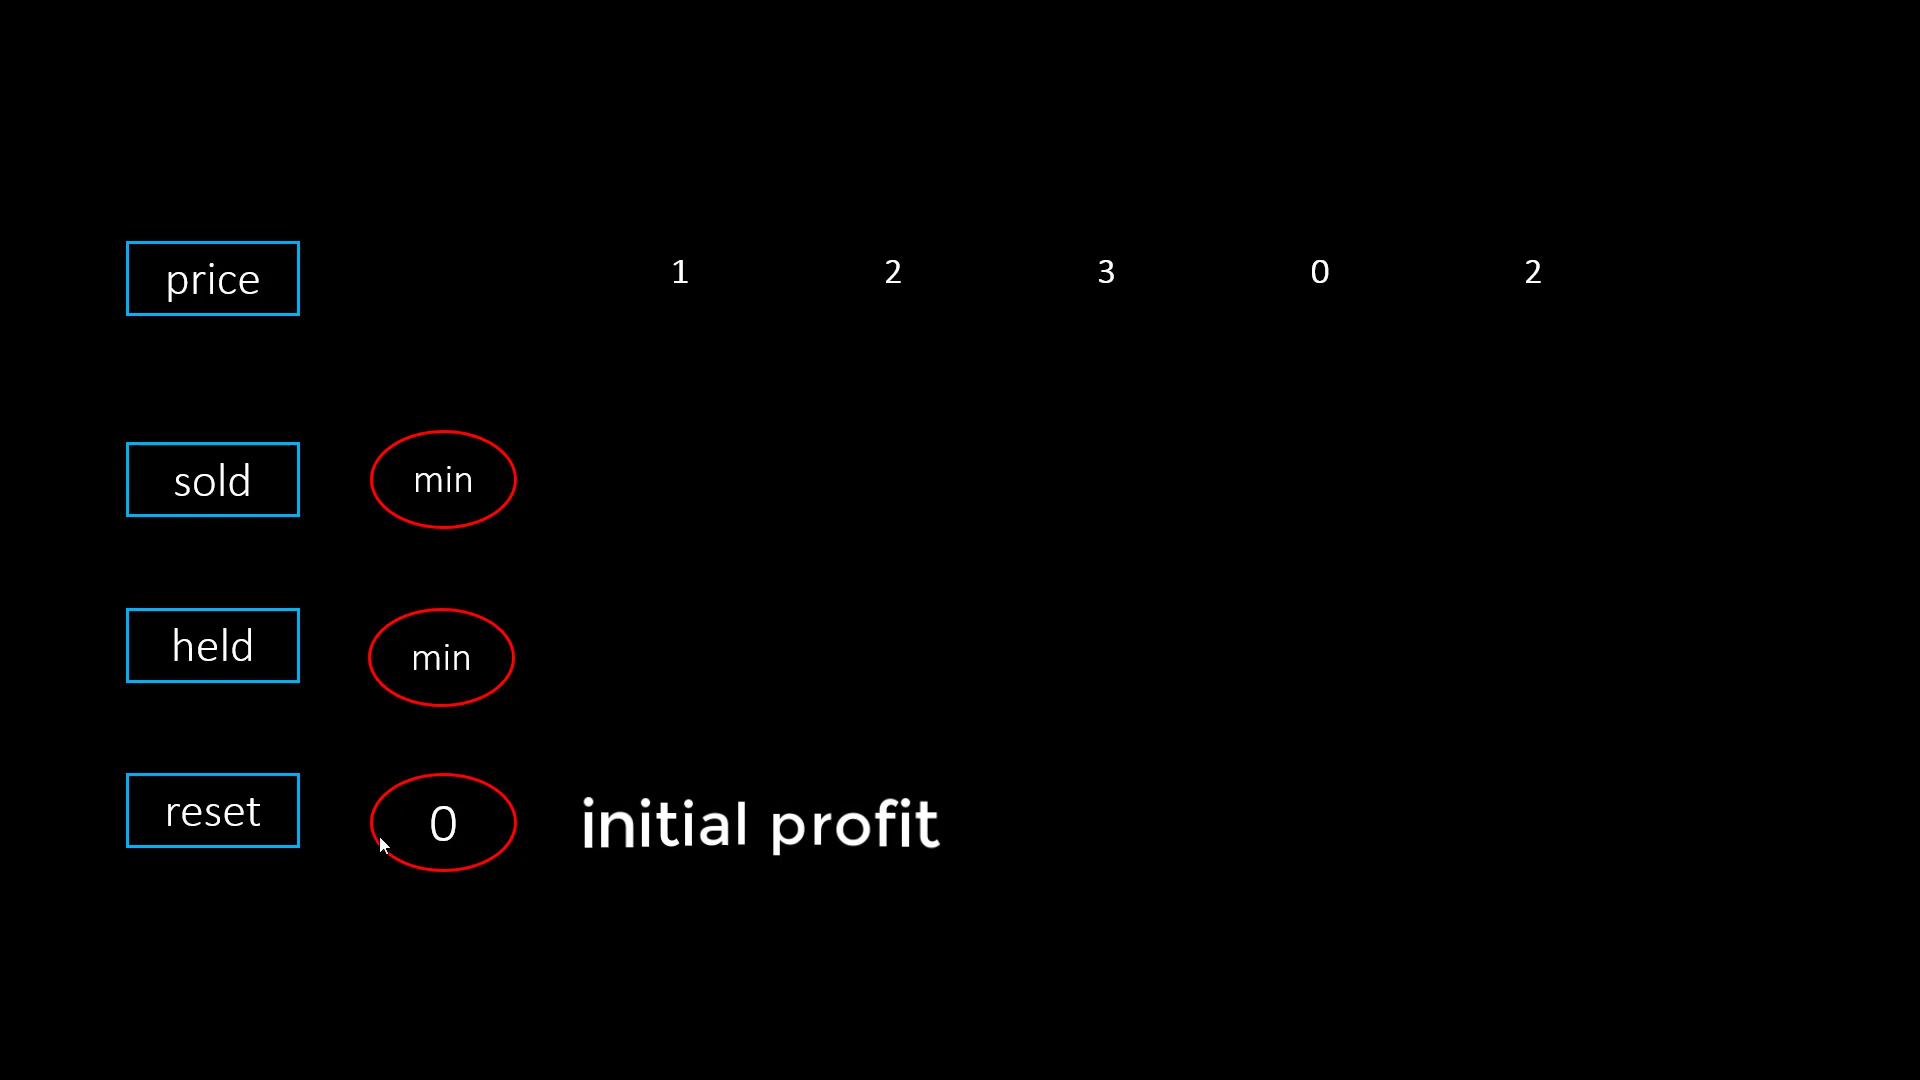 price 1 2 3 0 2
sold min
held min
reset 0 initial profit